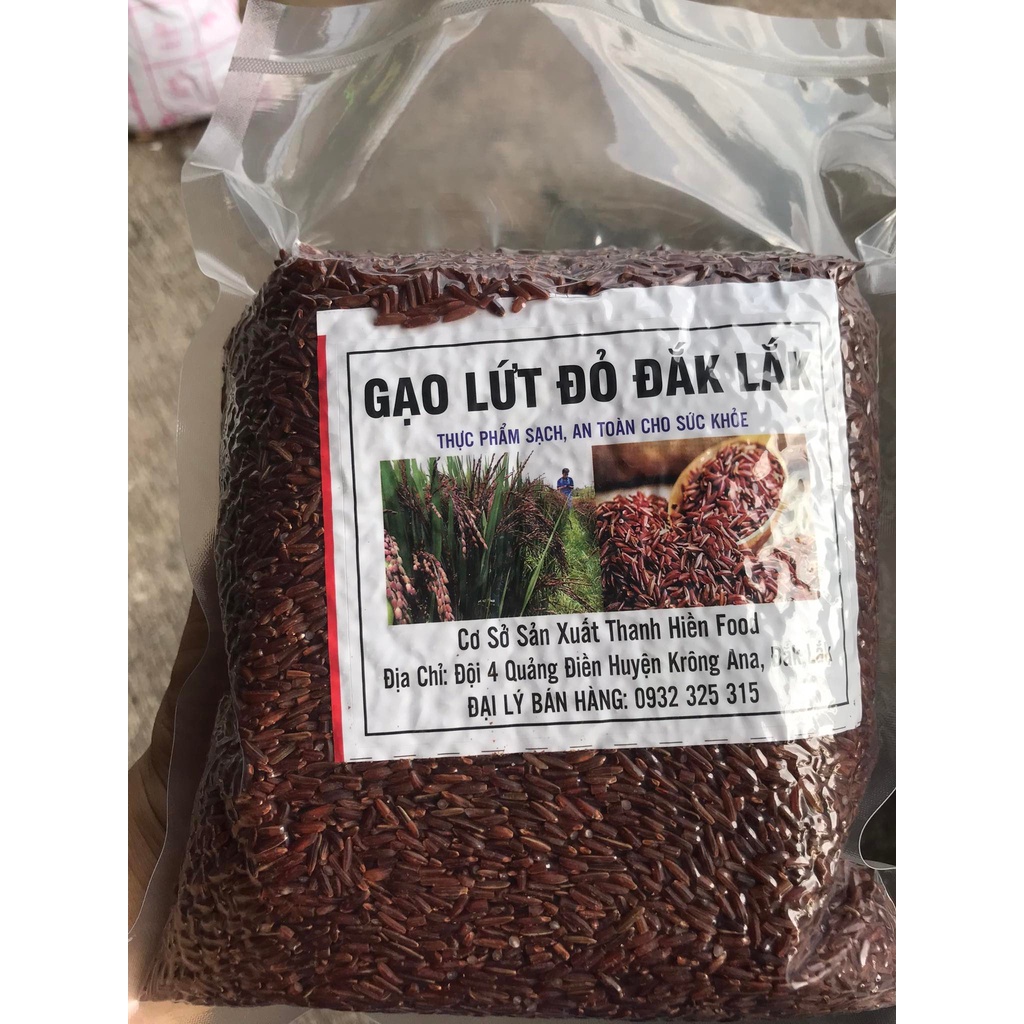 GẠO LỨT ĐỎ ĐẮK LẮK
THỰC PHẨM SẠCH, AN TOÀN CHO SỨC KHỎE
Cơ Sở Sản Xuất Thanh Hiền Food
Địa Chỉ: Đội 4 Quảng Điền Huyện Krông Ana, Đắk Lắk
ĐẠI LÝ BÁN HÀNG: 0932 325 315